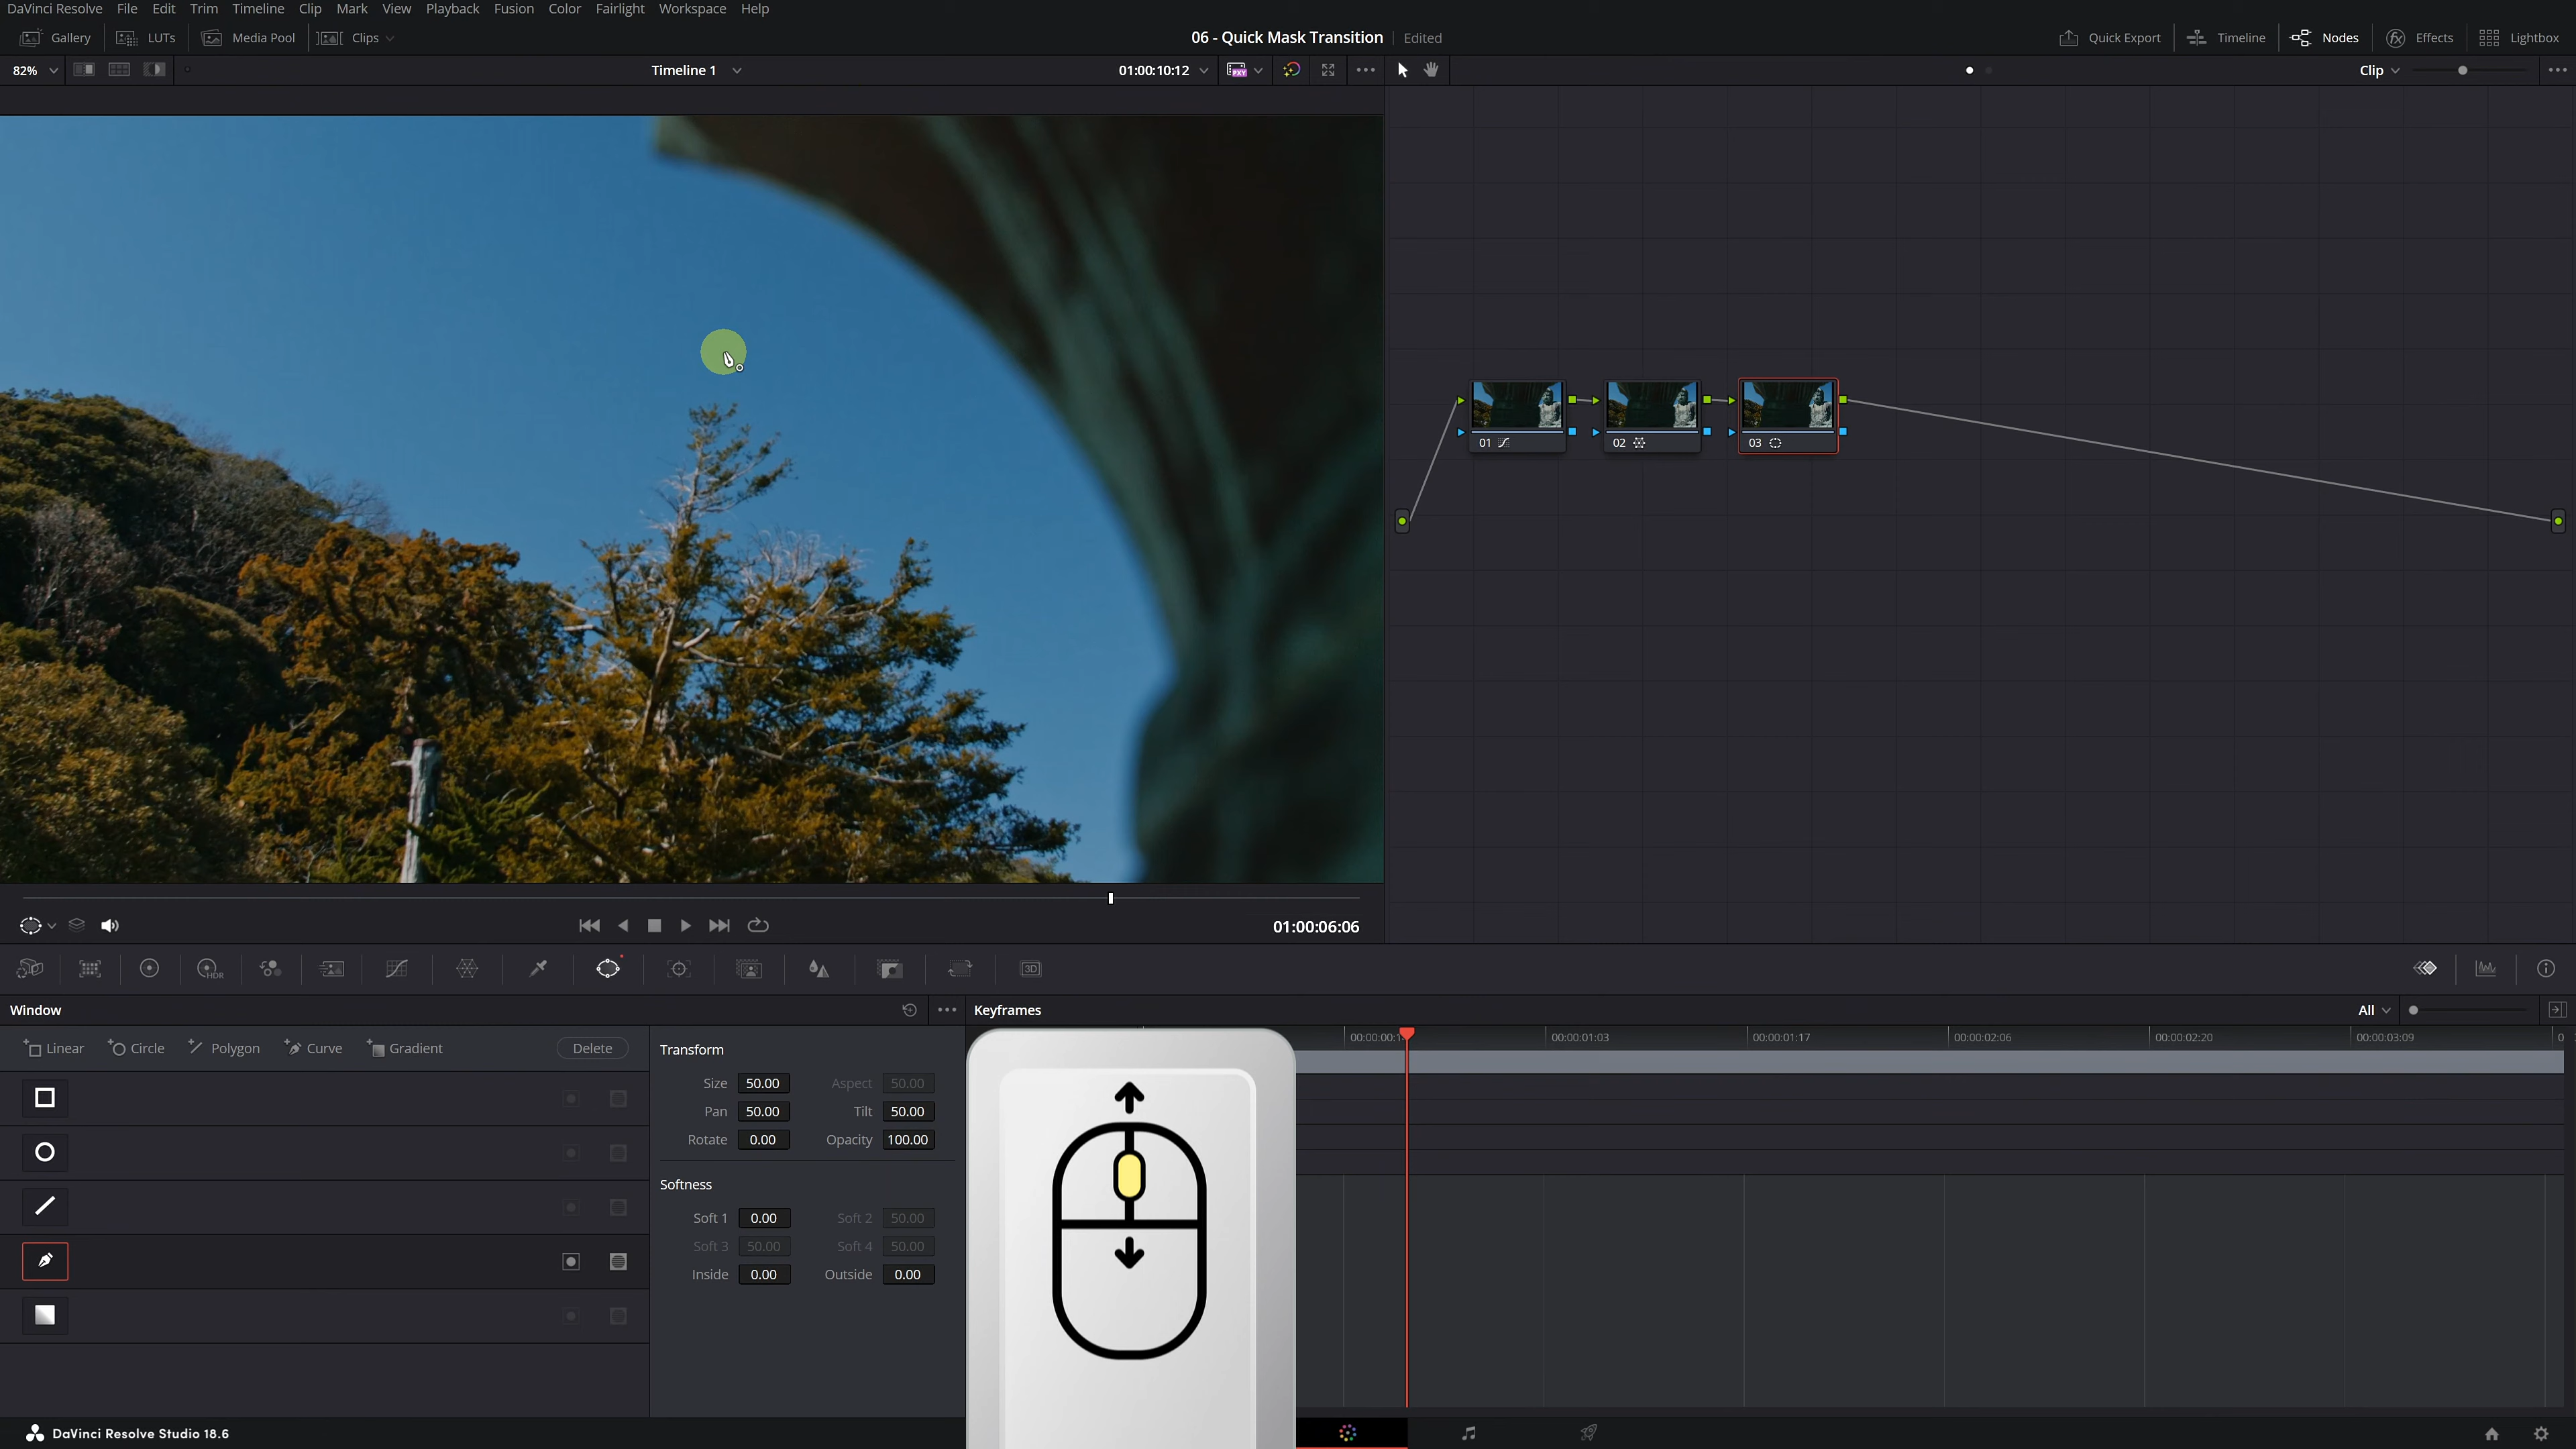 DaVinci Resolve File Edit Trim Timeline Clip Mark View Playback Fusion Color Fairlight Workspace Help
Gallery LUTs Media Pool Clips 06 - Quick Mask Transition Edited Quick Export Timeline Nodes Effects Lightbox
82% Timeline 1 01:00:10:12 PXY Clip
01 02 03
01:00:06:06
HDR 3D
Window Keyframes All
Linear Circle Polygon Curve Gradient Delete
Transform
Size 50.00 Aspect 50.00
Pan 50.00 Tilt 50.00
Rotate 0.00 Opacity 100.00
Softness
Soft 1 0.00 Soft 2 50.00
Soft 3 50.00 Soft 4 50.00
Inside 0.00 Outside 0.00
00:00:01:03 00:00:01:17 00:00:02:06 00:00:02:20 00:00:03:09
DaVinci Resolve Studio 18.6